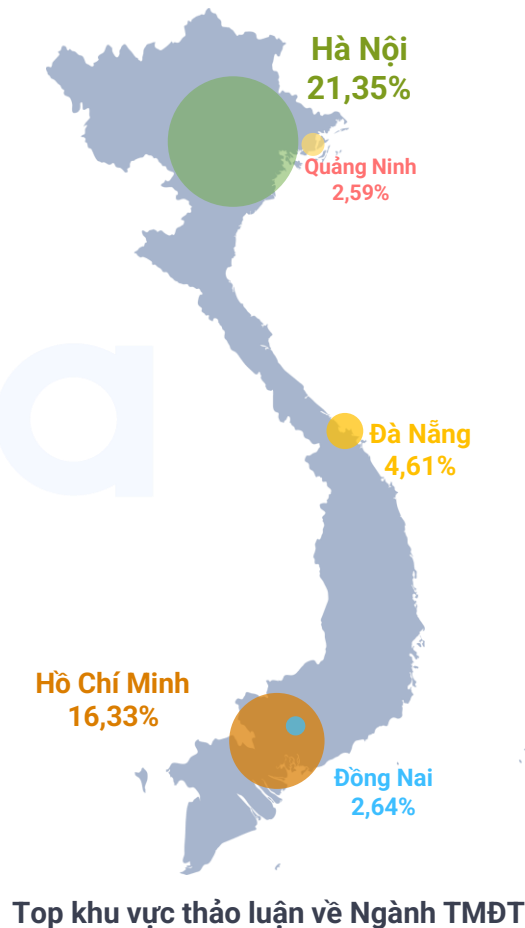 Hà Nội
21,35%
Quảng Ninh
2,59%
Đà Nẵng
4,61%
Hồ Chí Minh
16,33%
Đồng Nai
2,64%
Top khu vực thảo luận về Ngành TMĐT